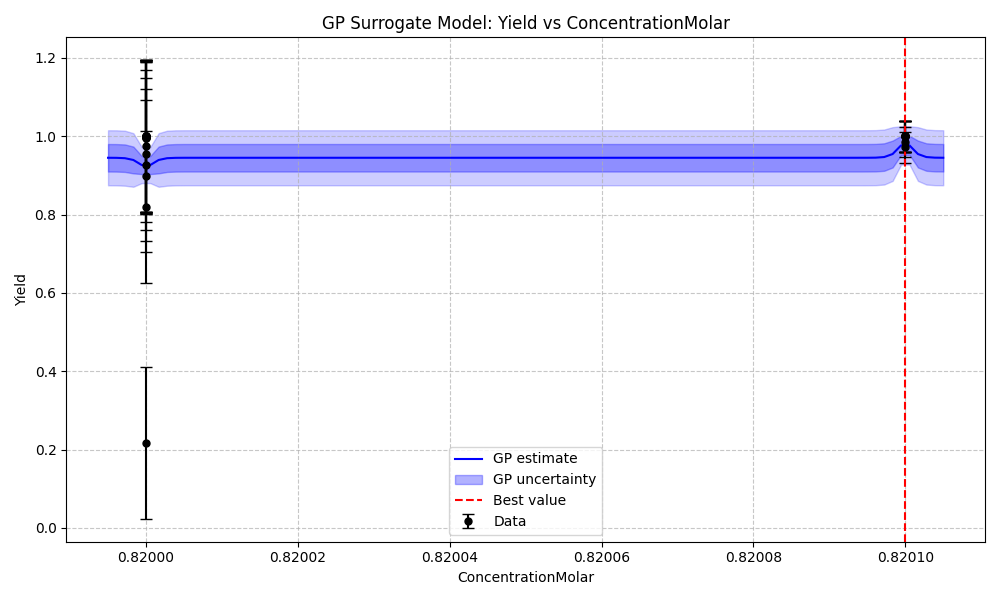 GP Surrogate Model: Yield vs ConcentrationMolar
Yield
1.2
1.0
0.8
0.6
0.4
0.2
0.0
GP estimate
GP uncertainty
Best value
Data
0.82000 0.82002 0.82004 0.82006 0.82008 0.82010
ConcentrationMolar